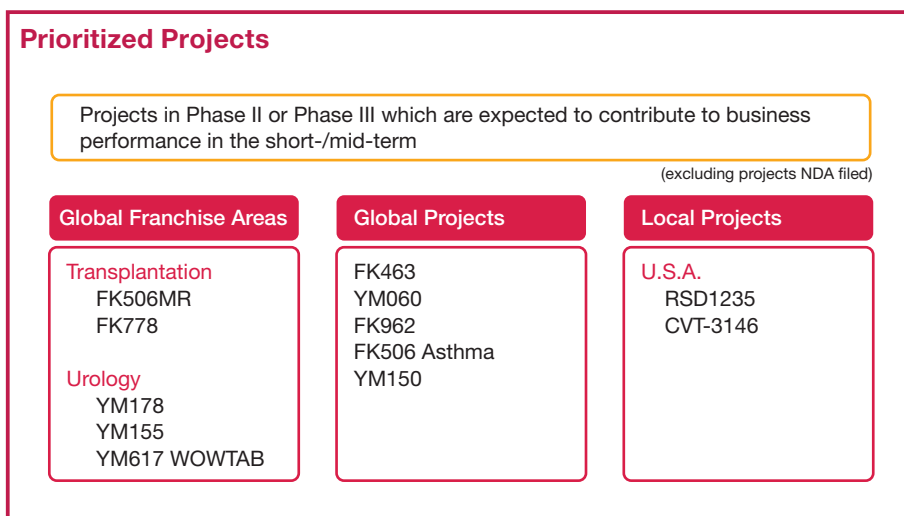 Prioritized Projects
Projects in Phase II or Phase III which are expected to contribute to business
performance in the short-/mid-term
(excluding projects NDA filed)
Global Franchise Areas
Transplantation
FK506MR
FK778
Urology
YM178
YM155
YM617 WOWTAB
Global Projects
FK463
YM060
FK962
FK506 Asthma
YM150
Local Projects
U.S.A.
RSD1235
CVT-3146